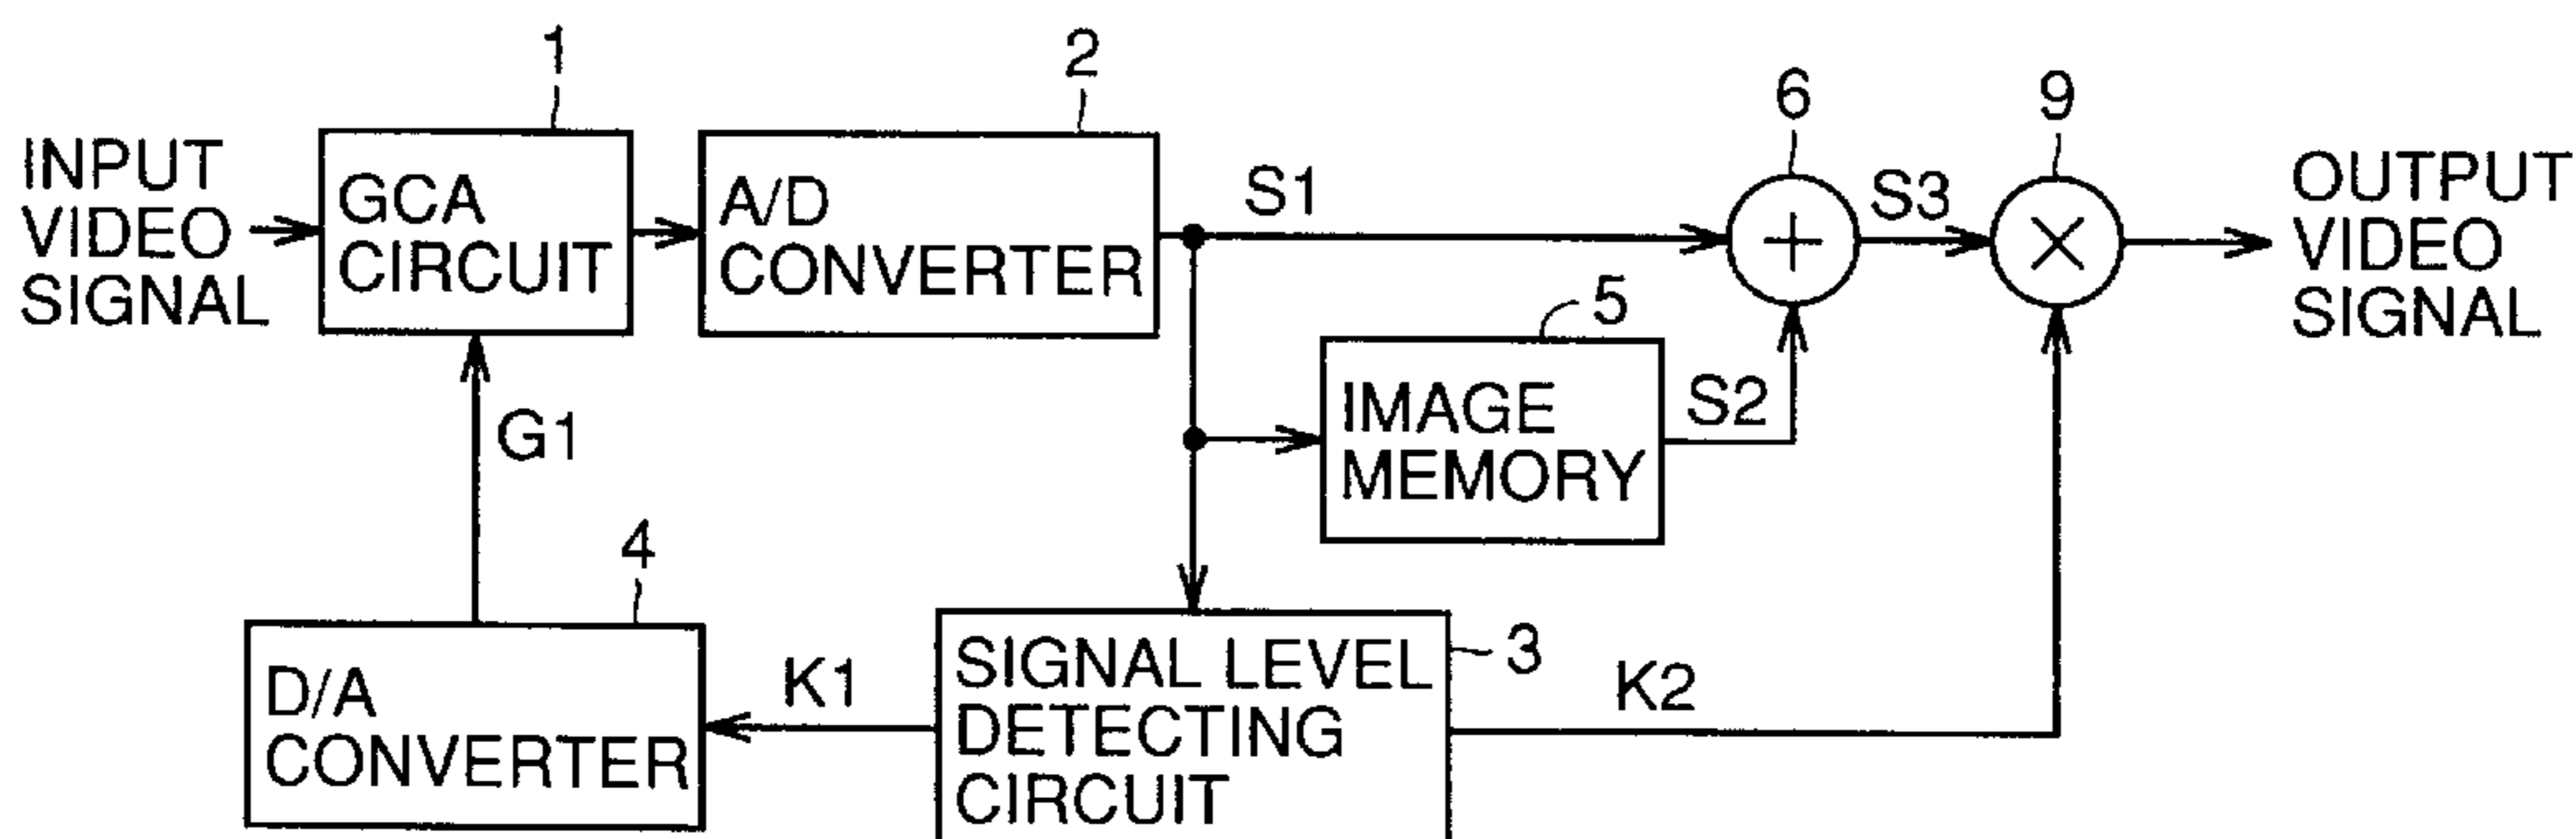 1
2
6
9
INPUT
VIDEO
SIGNAL
GCA
CIRCUIT
A/D
CONVERTER
S1
S3
OUTPUT
VIDEO
SIGNAL
+
×
5
IMAGE
MEMORY
S2
G1
4
D/A
CONVERTER
K1
SIGNAL LEVEL
DETECTING
CIRCUIT
3
K2